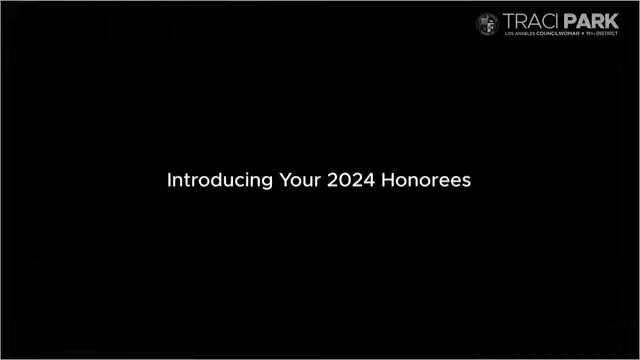 TRACI PARK
LOS ANGELES COUNCILWOMAN • 11TH DISTRICT
Introducing Your 2024 Honorees